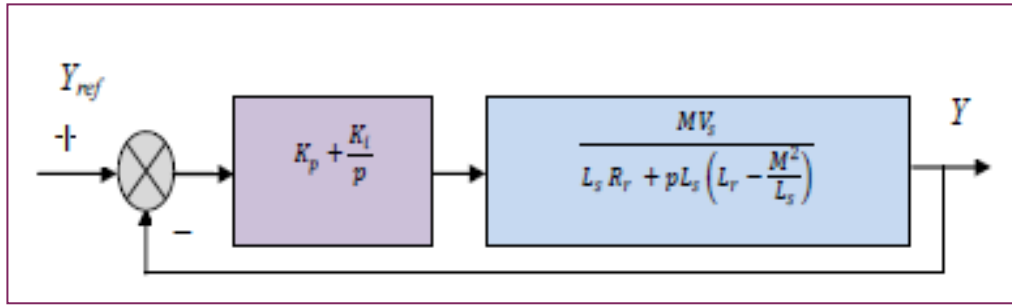 Y_ref
+
−
K_p + K_i/p
MV_s / (L_s R_r + pL_s (L_r − M²/L_s))
Y